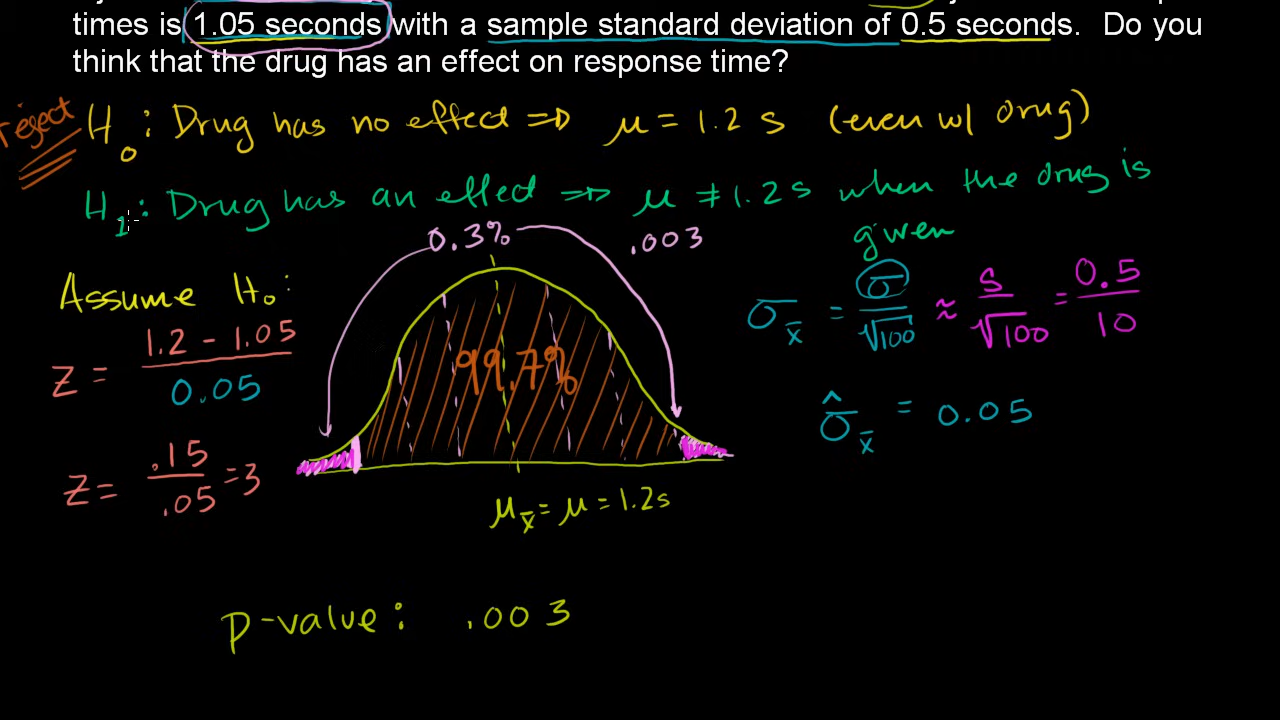 times is 1.05 seconds with a sample standard deviation of 0.5 seconds. Do you
think that the drug has an effect on response time?
reject
H₀: Drug has no effect ⇒ μ = 1.2 s (even w/ drug)
H₁: Drug has an effect ⇒ μ ≠ 1.2 s when the drug is
given
0.3%
.003
Assume H₀:
Z = (1.2 - 1.05)/0.05
99.7%
σx̄ = σ/√100 ≈ s/√100 = 0.5/10
σ̂x̄ = 0.05
Z = .15/.05 = 3
μx̄ = μ = 1.2s
P-value: .003